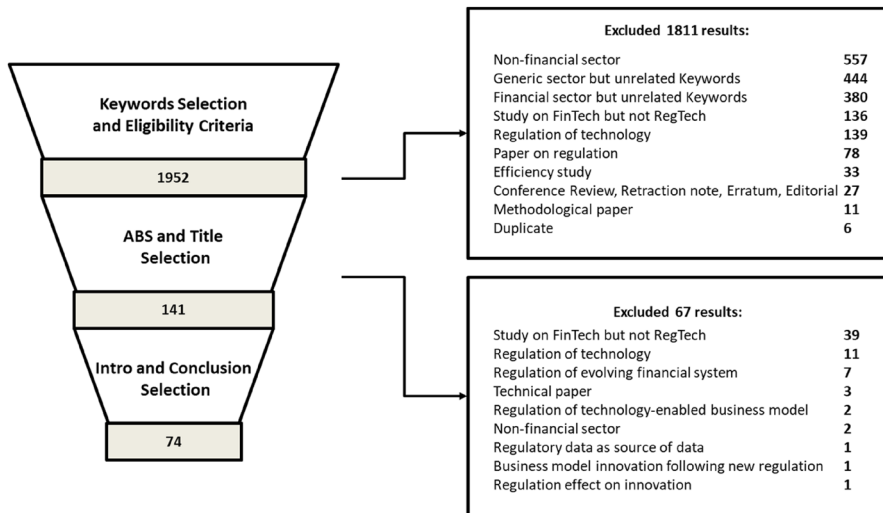 Keywords Selection
and Eligibility Criteria
1952
ABS and Title
Selection
141
Intro and Conclusion
Selection
74
Excluded 1811 results:
Non-financial sector 557
Generic sector but unrelated Keywords 444
Financial sector but unrelated Keywords 380
Study on FinTech but not RegTech 136
Regulation of technology 139
Paper on regulation 78
Efficiency study 33
Conference Review, Retraction note, Erratum, Editorial 27
Methodological paper 11
Duplicate 6
Excluded 67 results:
Study on FinTech but not RegTech 39
Regulation of technology 11
Regulation of evolving financial system 7
Technical paper 3
Regulation of technology-enabled business model 2
Non-financial sector 2
Regulatory data as source of data 1
Business model innovation following new regulation 1
Regulation effect on innovation 1